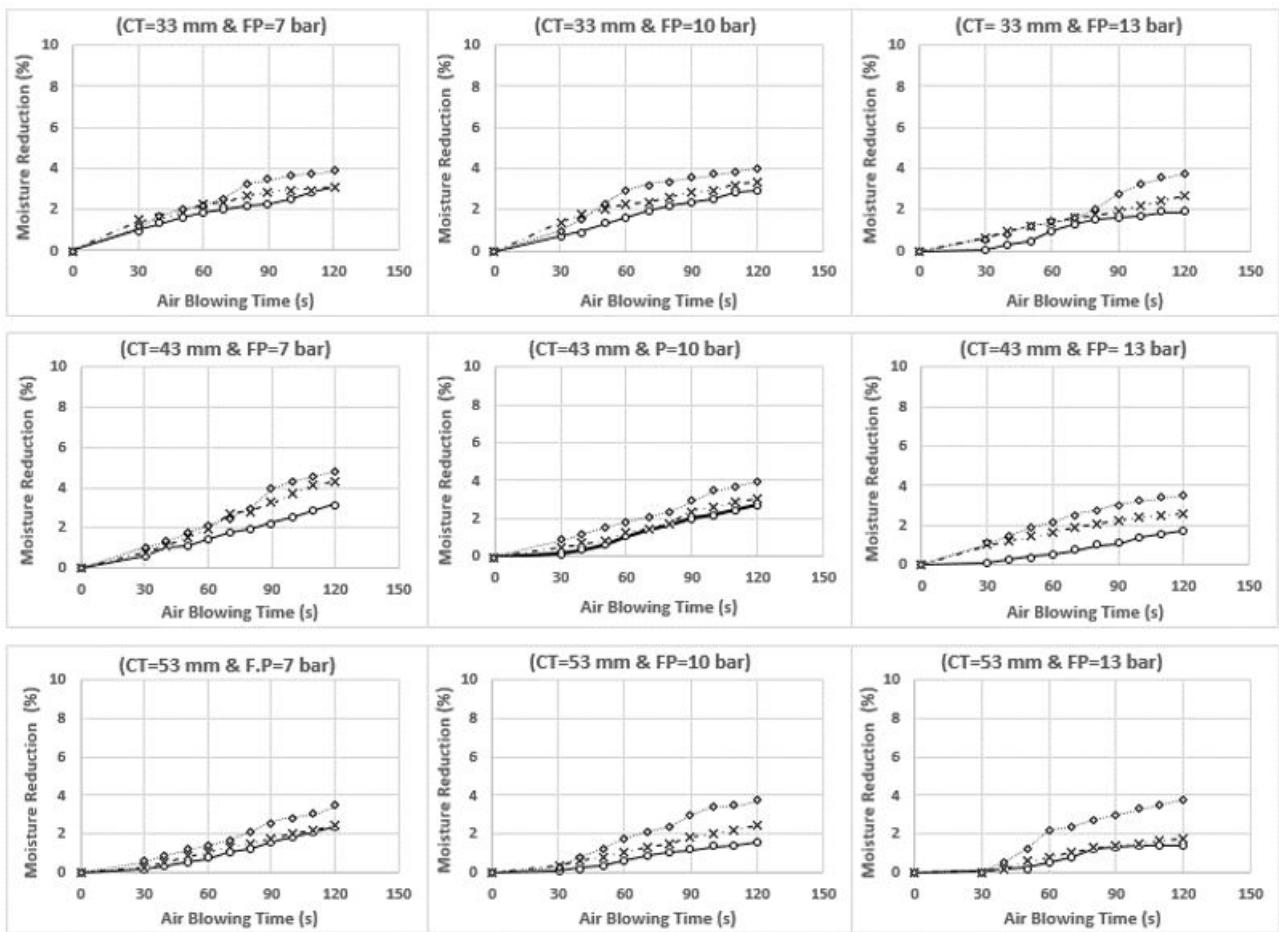 (CT=33 mm & FP=7 bar)
Moisture Reduction (%)
10
8
6
4
2
0
0 30 60 90 120 150
Air Blowing Time (s)
(CT=33 mm & FP=10 bar)
Moisture Reduction (%)
10
8
6
4
2
0
0 30 60 90 120 150
Air Blowing Time (s)
(CT= 33 mm & FP=13 bar)
Moisture Reduction (%)
10
8
6
4
2
0
0 30 60 90 120 150
Air Blowing Time (s)
(CT=43 mm & FP=7 bar)
Moisture Reduction (%)
10
8
6
4
2
0
0 30 60 90 120 150
Air Blowing Time (s)
(CT=43 mm & P=10 bar)
Moisture Reduction (%)
10
8
6
4
2
0
0 30 60 90 120 150
Air Blowing Time (s)
(CT=43 mm & FP= 13 bar)
Moisture Reduction (%)
10
8
6
4
2
0
0 30 60 90 120 150
Air Blowing Time (s)
(CT=53 mm & F.P=7 bar)
Moisture Reduction (%)
10
8
6
4
2
0
0 30 60 90 120 150
Air Blowing Time (s)
(CT=53 mm & FP=10 bar)
Moisture Reduction (%)
10
8
6
4
2
0
0 30 60 90 120 150
Air Blowing Time (s)
(CT=53 mm & FP=13 bar)
Moisture Reduction (%)
10
8
6
4
2
0
0 30 60 90 120 150
Air Blowing Time (s)